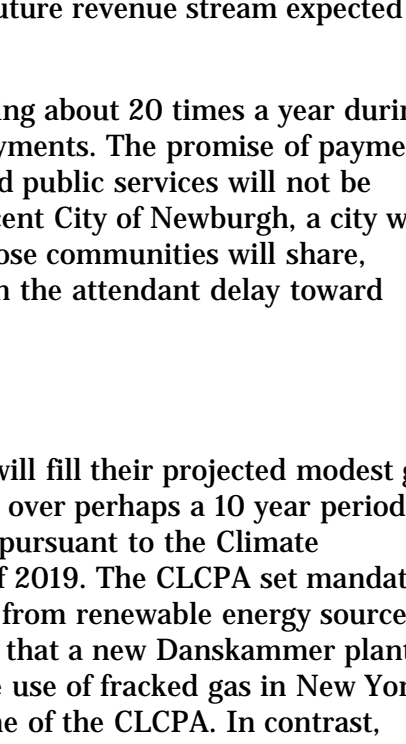 uture revenue stream expected
ing about 20 times a year durin
yments. The promise of payme
d public services will not be
cent City of Newburgh, a city w
ose communities will share,
h the attendant delay toward
will fill their projected modest g
over perhaps a 10 year period
pursuant to the Climate
f 2019. The CLCPA set mandat
from renewable energy source
that a new Danskammer plant
e use of fracked gas in New Yor
ne of the CLCPA. In contrast,